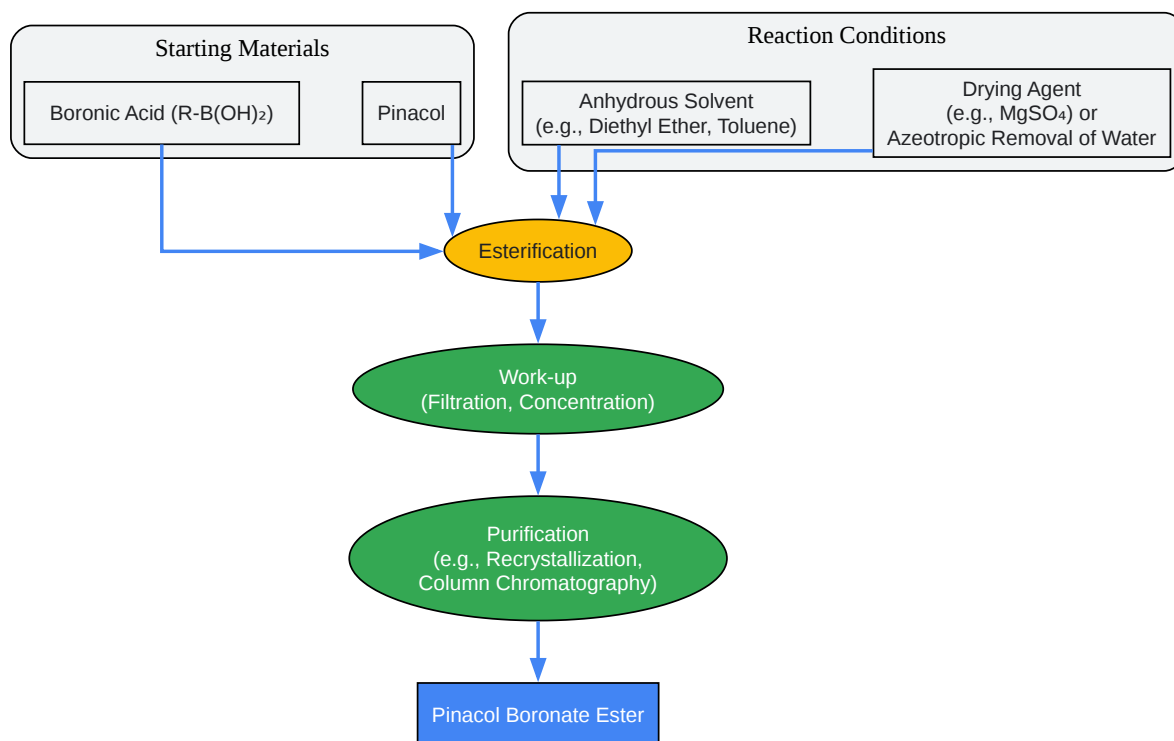 Starting Materials
Boronic Acid (R-B(OH)₂)
Pinacol
Reaction Conditions
Anhydrous Solvent
(e.g., Diethyl Ether, Toluene)
Drying Agent
(e.g., MgSO₄) or
Azeotropic Removal of Water
Esterification
Work-up
(Filtration, Concentration)
Purification
(e.g., Recrystallization,
Column Chromatography)
Pinacol Boronate Ester